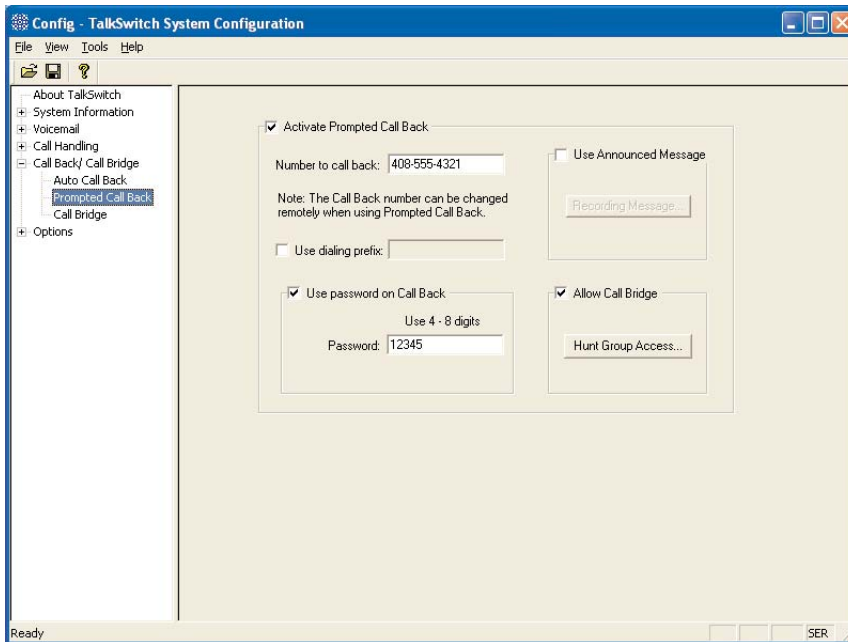 Config - TalkSwitch System Configuration
File View Tools Help
About TalkSwitch
System Information
Voicemail
Call Handling
Call Back/ Call Bridge
Auto Call Back
Prompted Call Back
Call Bridge
Options
Activate Prompted Call Back
Number to call back: 408-555-4321
Note: The Call Back number can be changed
remotely when using Prompted Call Back.
Use dialing prefix:
Use Announced Message
Recording Message...
Use password on Call Back
Use 4 - 8 digits
Password: 12345
Allow Call Bridge
Hunt Group Access...
Ready
SER